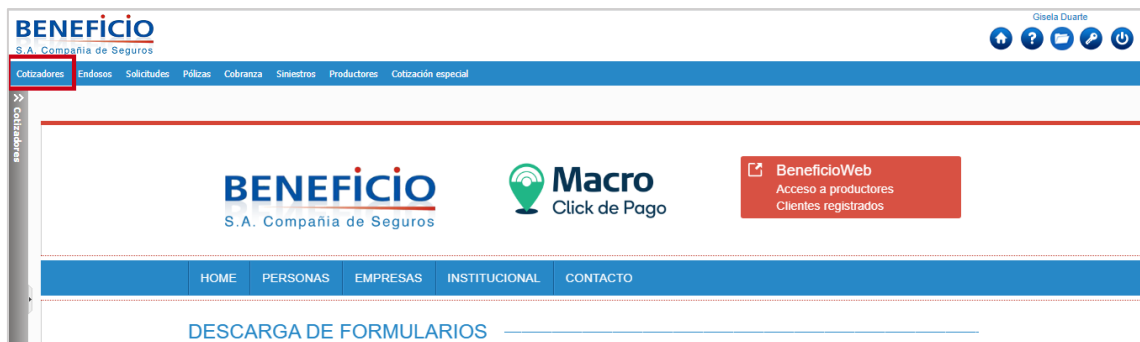 BENEFICIO
S.A. Compañia de Seguros
Gisela Duarte
?
Cotizadores Endosos Solicitudes Pólizas Cobranza Siniestros Productores Cotización especial
Cotizadores
BENEFICIO
S.A. Compañia de Seguros
Macro
Click de Pago
BeneficioWeb
Acceso a productores
Clientes registrados
HOME PERSONAS EMPRESAS INSTITUCIONAL CONTACTO
DESCARGA DE FORMULARIOS